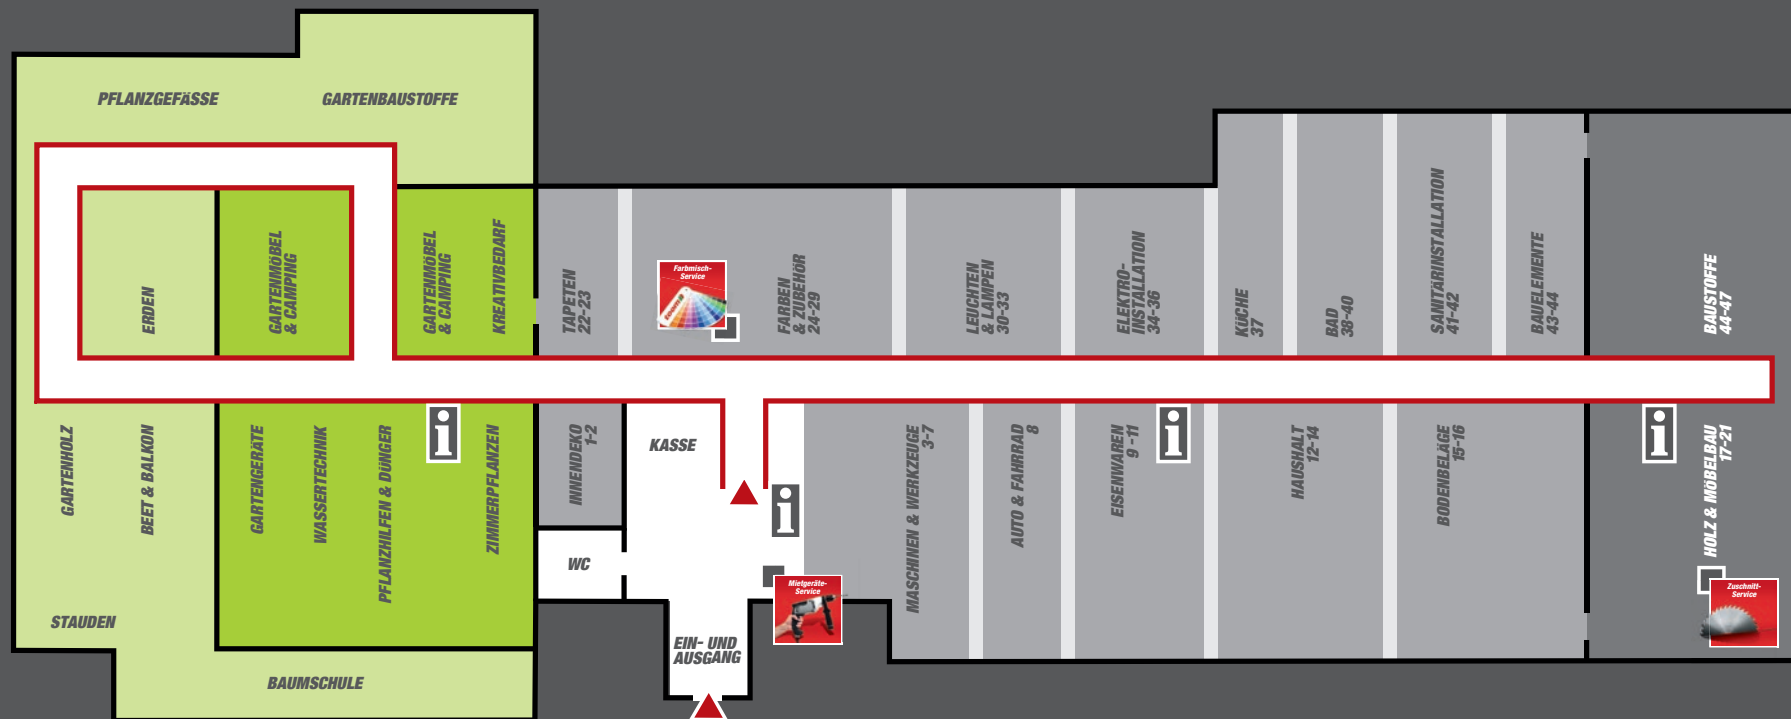 PFLANZGEFÄSSE
GARTENBAUSTOFFE
ERDEN
GARTENMÖBEL
& CAMPING
GARTENMÖBEL
& CAMPING
KREATIVBEDARF
TAPETEN
22-23
Farbmisch-
Service
toom
FARBEN
& ZUBEHÖR
24-29
LEUCHTEN
& LAMPEN
30-33
ELEKTRO-
INSTALLATION
34-36
KÜCHE
37
BAD
38-40
SANITÄRINSTALLATION
41-42
BAUELEMENTE
43-44
BAUSTOFFE
44-47
GARTENHOLZ
BEET & BALKON
GARTENGERÄTE
WASSERTECHNIK
PFLANZHILFEN & DÜNGER
i
ZIMMERPFLANZEN
INNENDEKO
1-2
KASSE
i
MASCHINEN & WERKZEUGE
3-7
AUTO & FAHRRAD
8
EISENWAREN
9 -11
i
HAUSHALT
12-14
BODENBELÄGE
15-16
i
HOLZ & MÖBELBAU
17-21
WC
Mietgeräte-
Service
Zuschnitt-
Service
STAUDEN
EIN- UND
AUSGANG
BAUMSCHULE